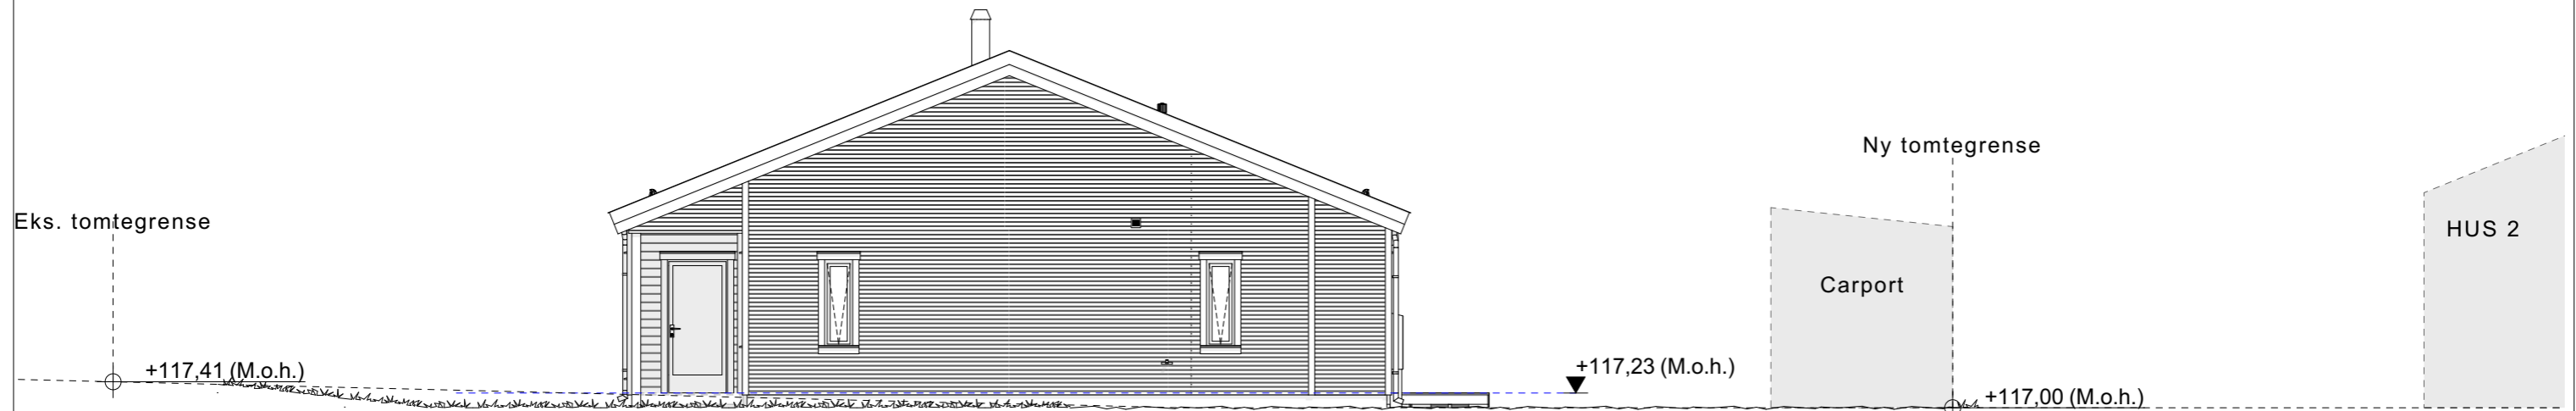 Ny tomtegrense
Eks. tomtegrense
HUS 2
Carport
+117,41 (M.o.h.)
+117,23 (M.o.h.)
+117,00 (M.o.h.)